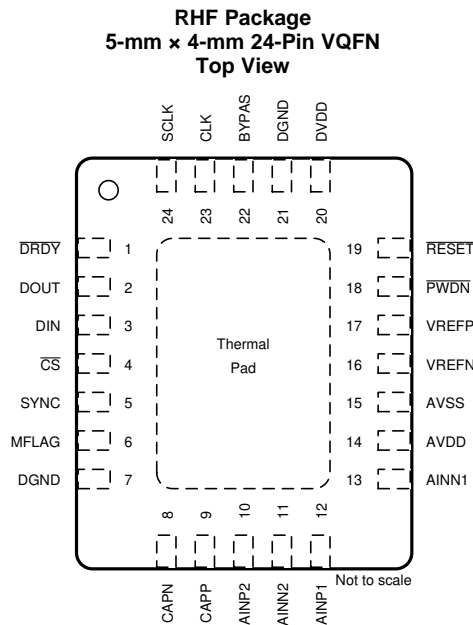 RHF Package
5-mm × 4-mm 24-Pin VQFN
Top View
SCLK
CLK
BYPAS
DGND
DVDD
24
23
22
21
20
DRDY 1
DOUT 2
DIN 3
CS 4
SYNC 5
MFLAG 6
DGND 7
Thermal
Pad
19 RESET
18 PWDN
17 VREFP
16 VREFN
15 AVSS
14 AVDD
13 AINN1
8
9
10
11
12
CAPN
CAPP
AINP2
AINN2
AINP1
Not to scale